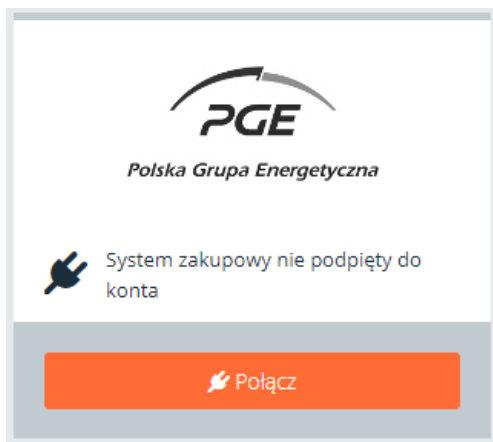 PGE
Polska Grupa Energetyczna
System zakupowy nie podpięty do
konta
Połącz